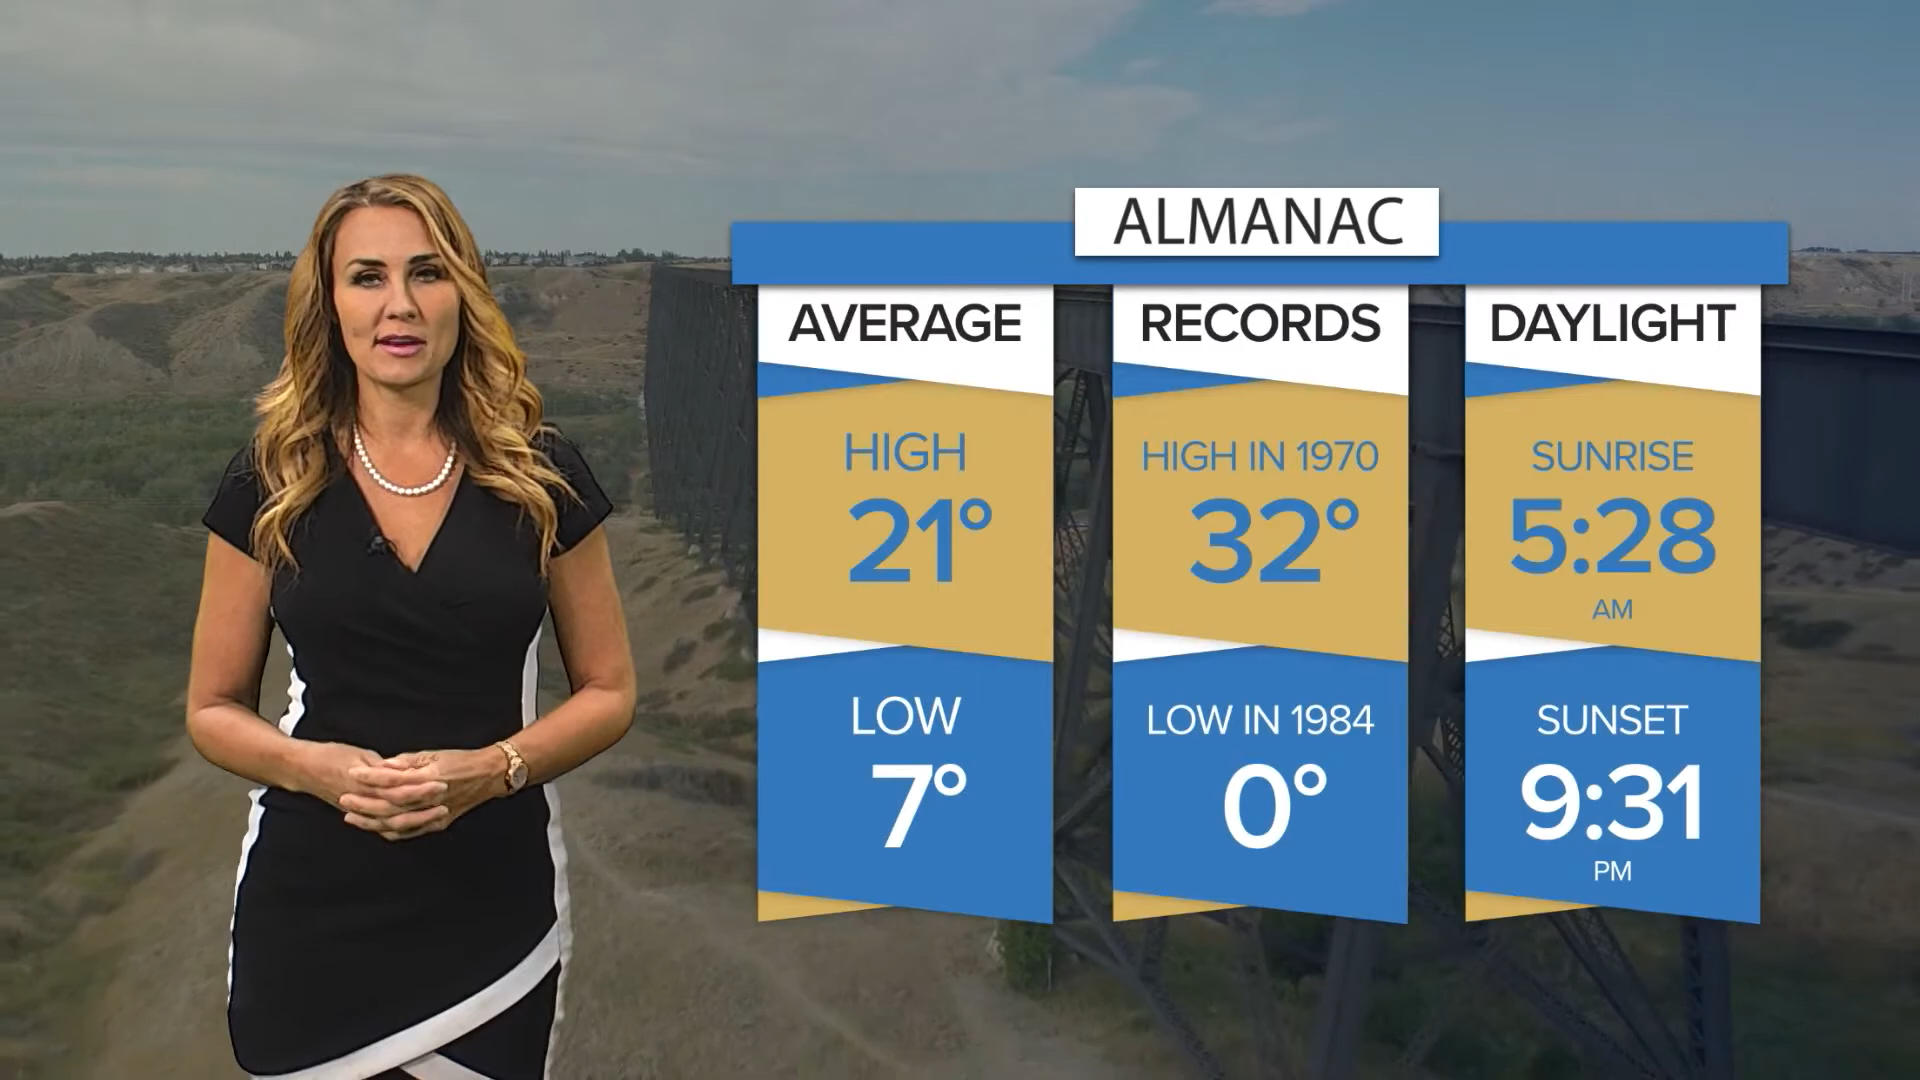 ALMANAC
AVERAGE
HIGH
21°
LOW
7°
RECORDS
HIGH IN 1970
32°
LOW IN 1984
0°
DAYLIGHT
SUNRISE
5:28
AM
SUNSET
9:31
PM